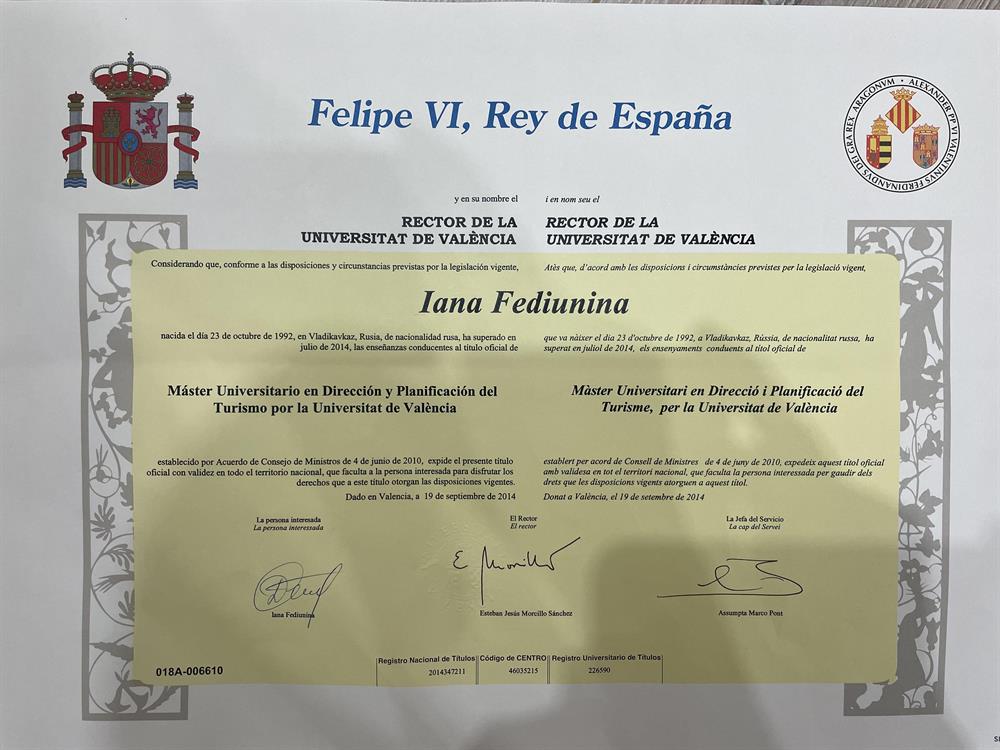 Felipe VI, Rey de España
ALEXANDER PP VI VALENTINVS FERDINANDVS DEI GRA REX ARAGONVM
y en su nombre el
RECTOR DE LA
UNIVERSITAT DE VALÈNCIA
i en nom seu el
RECTOR DE LA
UNIVERSITAT DE VALÈNCIA
Considerando que, conforme a las disposiciones y circunstancias previstas por la legislación vigente,
Atès que, d'acord amb les disposicions i circumstàncies previstes per la legislació vigent,
Iana Fediunina
nacida el día 23 de octubre de 1992, en Vladikavkaz, Rusia, de nacionalidad rusa, ha superado en
julio de 2014, las enseñanzas conducentes al título oficial de
que va nàixer el dia 23 d'octubre de 1992, a Vladikavkaz, Rússia, de nacionalitat russa, ha
superat en juliol de 2014, els ensenyaments conduents al títol oficial de
Máster Universitario en Dirección y Planificación del
Turismo por la Universitat de València
Màster Universitari en Direcció i Planificació del
Turisme, per la Universitat de València
establecido por Acuerdo de Consejo de Ministros de 4 de junio de 2010, expide el presente título
oficial con validez en todo el territorio nacional, que faculta a la persona interesada para disfrutar los
derechos que a este título otorgan las disposiciones vigentes.
Dado en Valencia, a 19 de septiembre de 2014
establert per acord de Consell de Ministres de 4 de juny de 2010, expedeix aquest títol oficial
amb validesa en tot el territori nacional, que faculta la persona interessada per gaudir dels
drets que les disposicions vigents atorguen a aquest títol.
Donat a València, el 19 de setembre de 2014
La persona interesada
La persona interessada
El Rector
El rector
La Jefa del Servicio
La cap del Servei
E Morcillo
Iana Fediunina
Esteban Jesús Morcillo Sánchez
Assumpta Marco Pont
018A-006610
Registro Nacional de Títulos
2014347211
Código de CENTRO
46035215
Registro Universitario de Títulos
226590